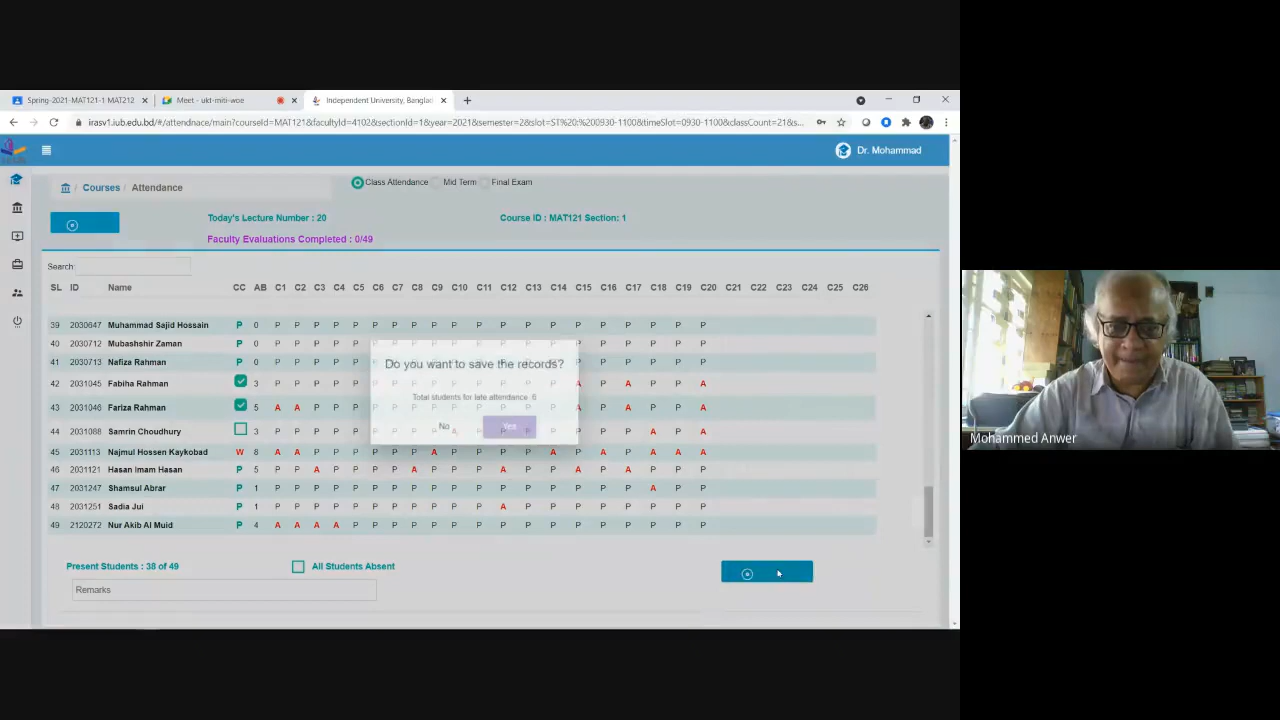 Spring-2021-MAT121-1 MAT212
Meet - ukt-miti-woe
Independent University, Banglad
irasv1.iub.edu.bd/#/attendnace/main?courseId=MAT121&facultyId=4102&sectionId=1&year=2021&semester=2&slot=ST%20:%200930-1100&timeSlot=0930-1100&classCount=21&s...
Dr. Mohammad
Courses / Attendance
Class Attendance Mid Term Final Exam
Today's Lecture Number : 20
Course ID : MAT121 Section: 1
Faculty Evaluations Completed : 0/49
Search:
SL ID Name CC AB C1 C2 C3 C4 C5 C6 C7 C8 C9 C10 C11 C12 C13 C14 C15 C16 C17 C18 C19 C20 C21 C22 C23 C24 C25 C26
39 2030647 Muhammad Sajid Hossain P 0 P P P P P P P P P P P P P P P P P P P P
40 2030712 Mubashshir Zaman P 0 P P P P P P P P P P P P P P P P P P P P
41 2030713 Nafiza Rahman P 0 P P P P P P P P P P P P P P P P P P P P
42 2031045 Fabiha Rahman 3 P P P P P P P P P P P P P P A P A P P A
43 2031046 Fariza Rahman 5 A A P P P A P A P P A
44 2031088 Samrin Choudhury 3 P P P P P P P A P A
45 2031113 Najmul Hossen Kaykobad W 8 A A P P P P P P A P P P P A P A P A A A
46 2031121 Hasan Imam Hasan P 5 P P A P P P P A P P P A P P A P A P P P
47 2031247 Shamsul Abrar P 1 P P P P P P P P P P P P P P P P P A P P
48 2031251 Sadia Jui P 1 P P P P P P P P P P P A P P P P P P P P
49 2120272 Nur Akib Al Muid P 4 A A A A P P P P P P P P P P P P P P P P
Do you want to save the records?
Total students for late attendance :6
No Yes
Present Students : 38 of 49
All Students Absent
Remarks
Mohammed Anwer